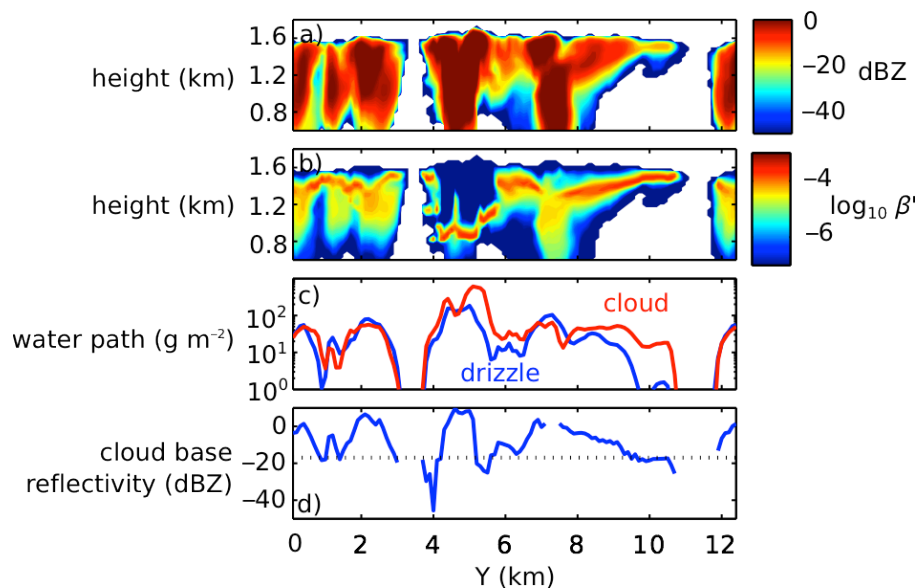 a)
1.6
1.2
0.8
height (km)
0
−20
−40
dBZ
b)
1.6
1.2
0.8
height (km)
−4
−6
log₁₀ β'
c)
10²
10¹
10⁰
water path (g m⁻²)
cloud
drizzle
0
−20
−40
cloud base
reflectivity (dBZ)
d)
0 2 4 6 8 10 12
Y (km)